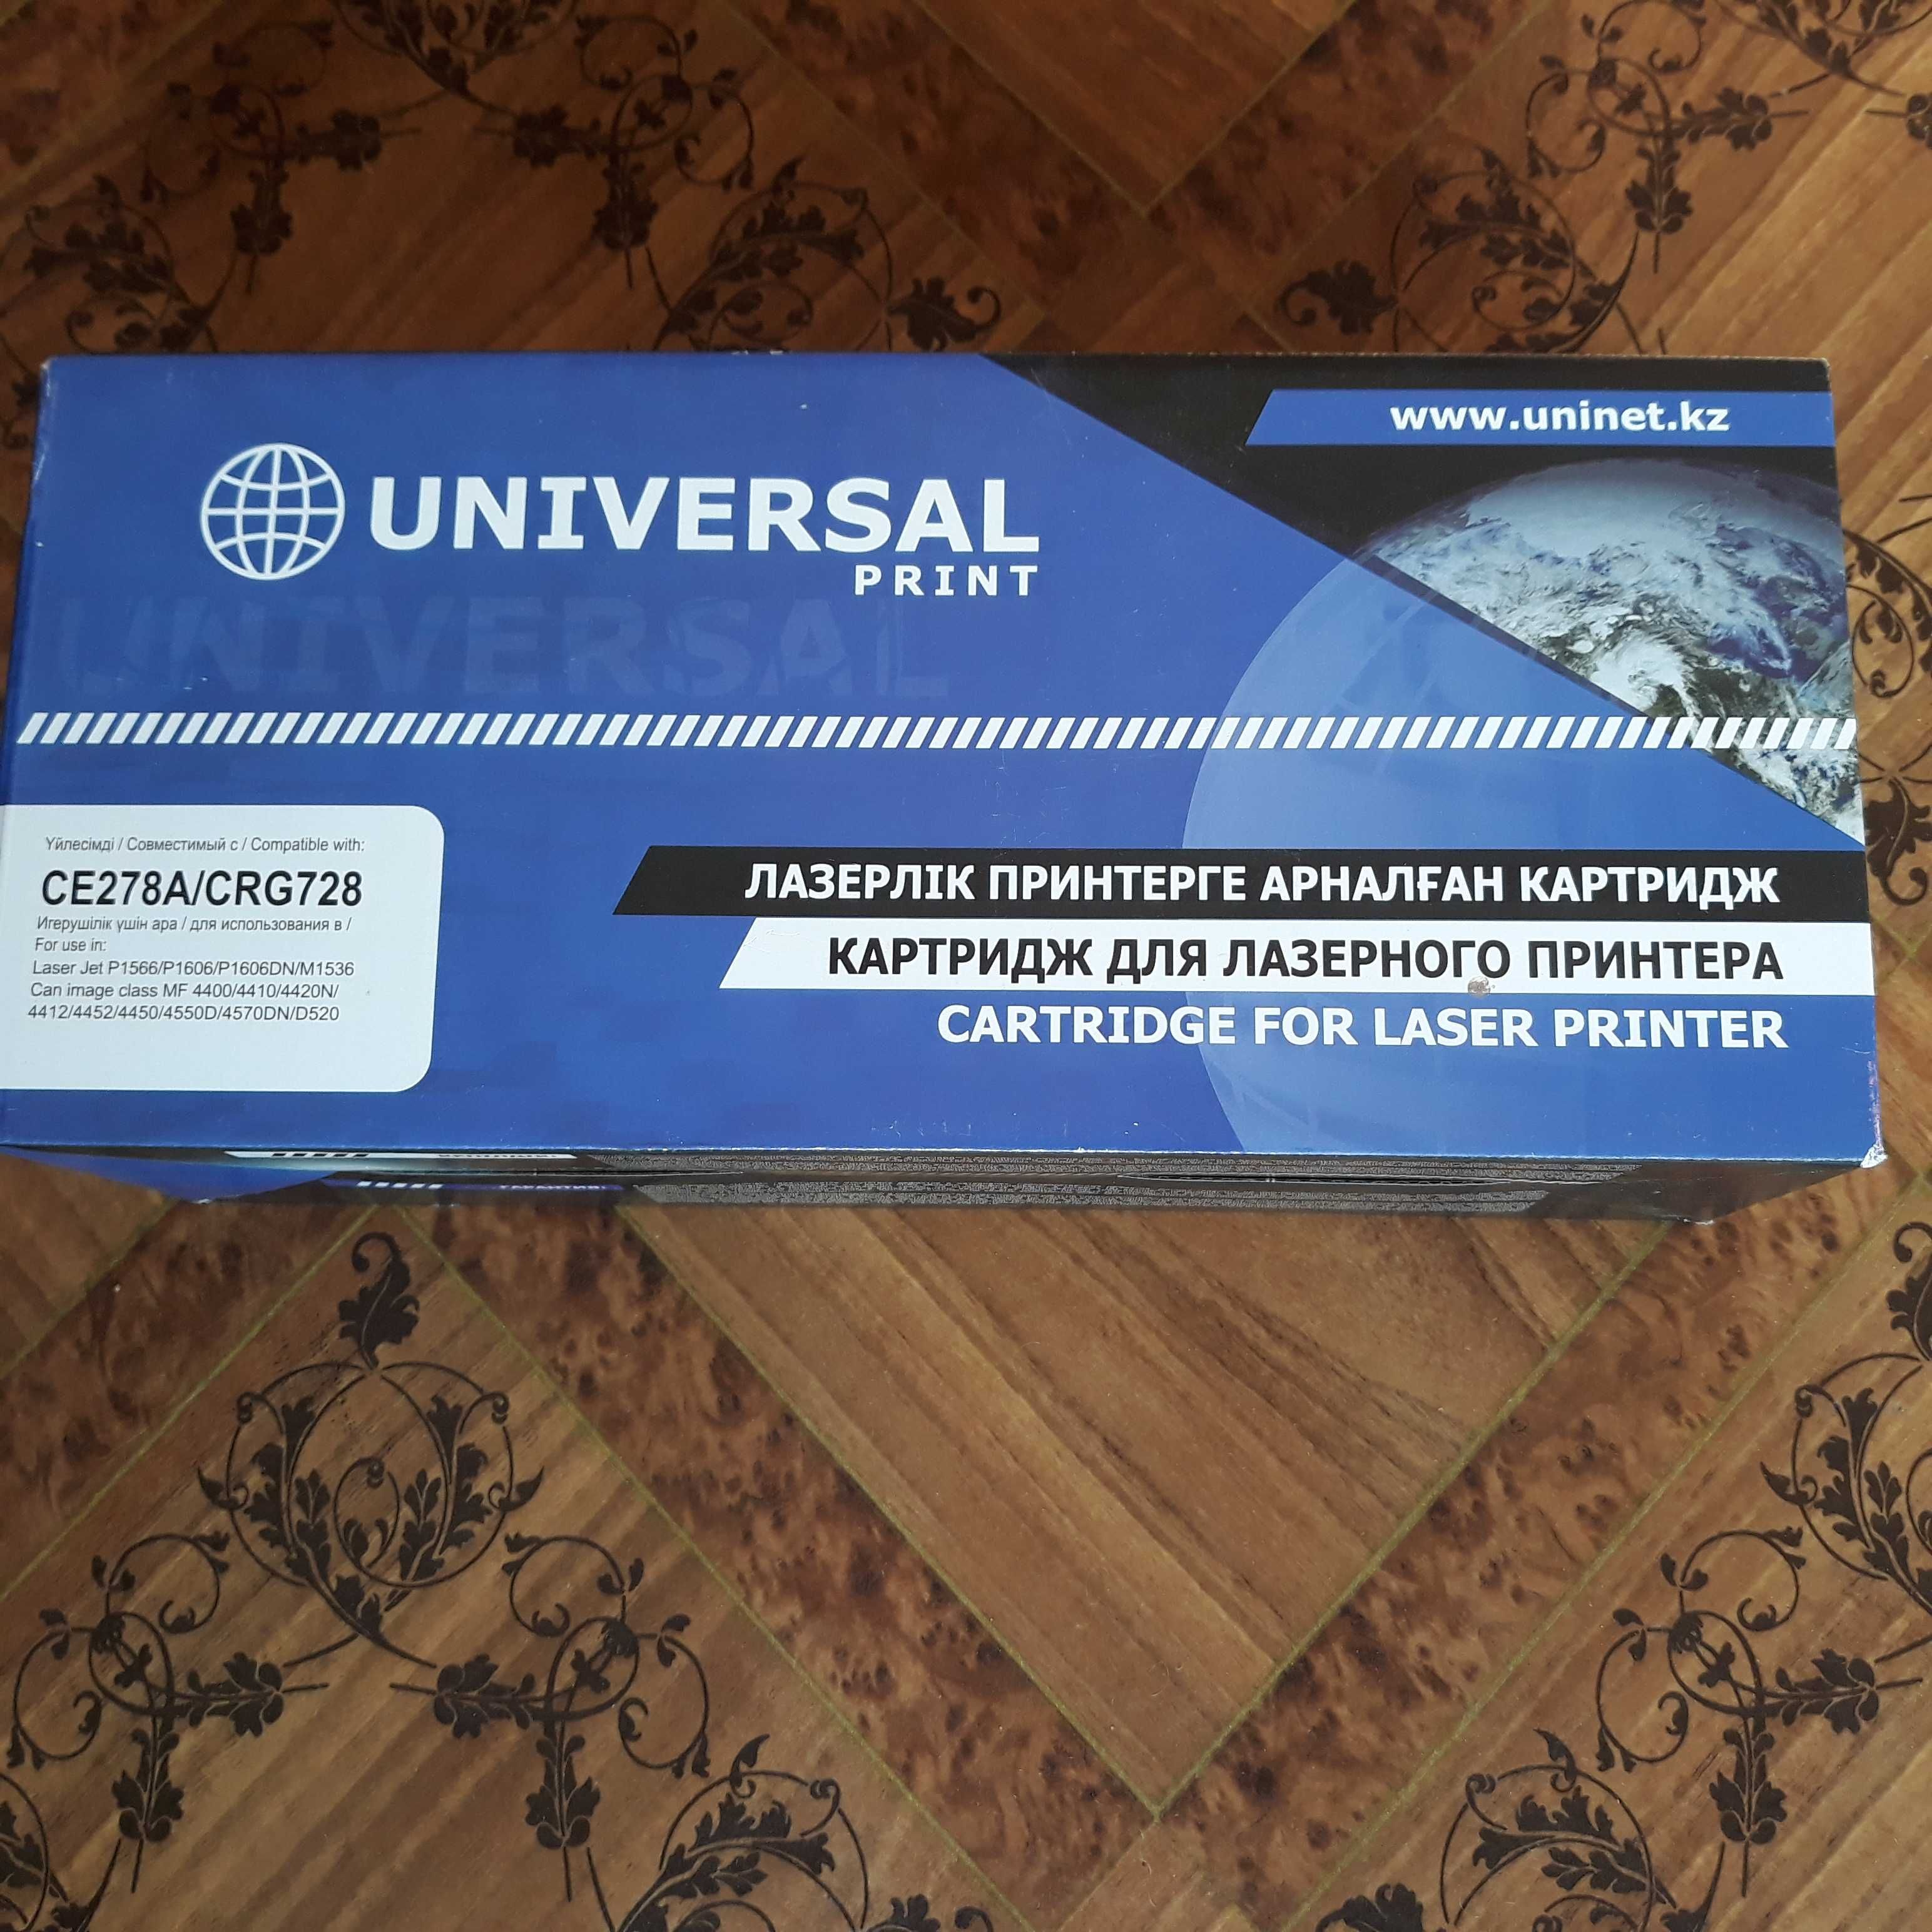 www.uninet.kz
UNIVERSAL
PRINT
UNIVERSAL
Үйлесімді / Совместимый с / Compatible with:
CE278A/CRG728
Игерушілік үшін ара / для использования в /
For use in:
Laser Jet P1566/P1606/P1606DN/M1536
Can image class MF 4400/4410/4420N/
4412/4452/4450/4550D/4570DN/D520
ЛАЗЕРЛІК ПРИНТЕРГЕ АРНАЛҒАН КАРТРИДЖ
КАРТРИДЖ ДЛЯ ЛАЗЕРНОГО ПРИНТЕРА
CARTRIDGE FOR LASER PRINTER